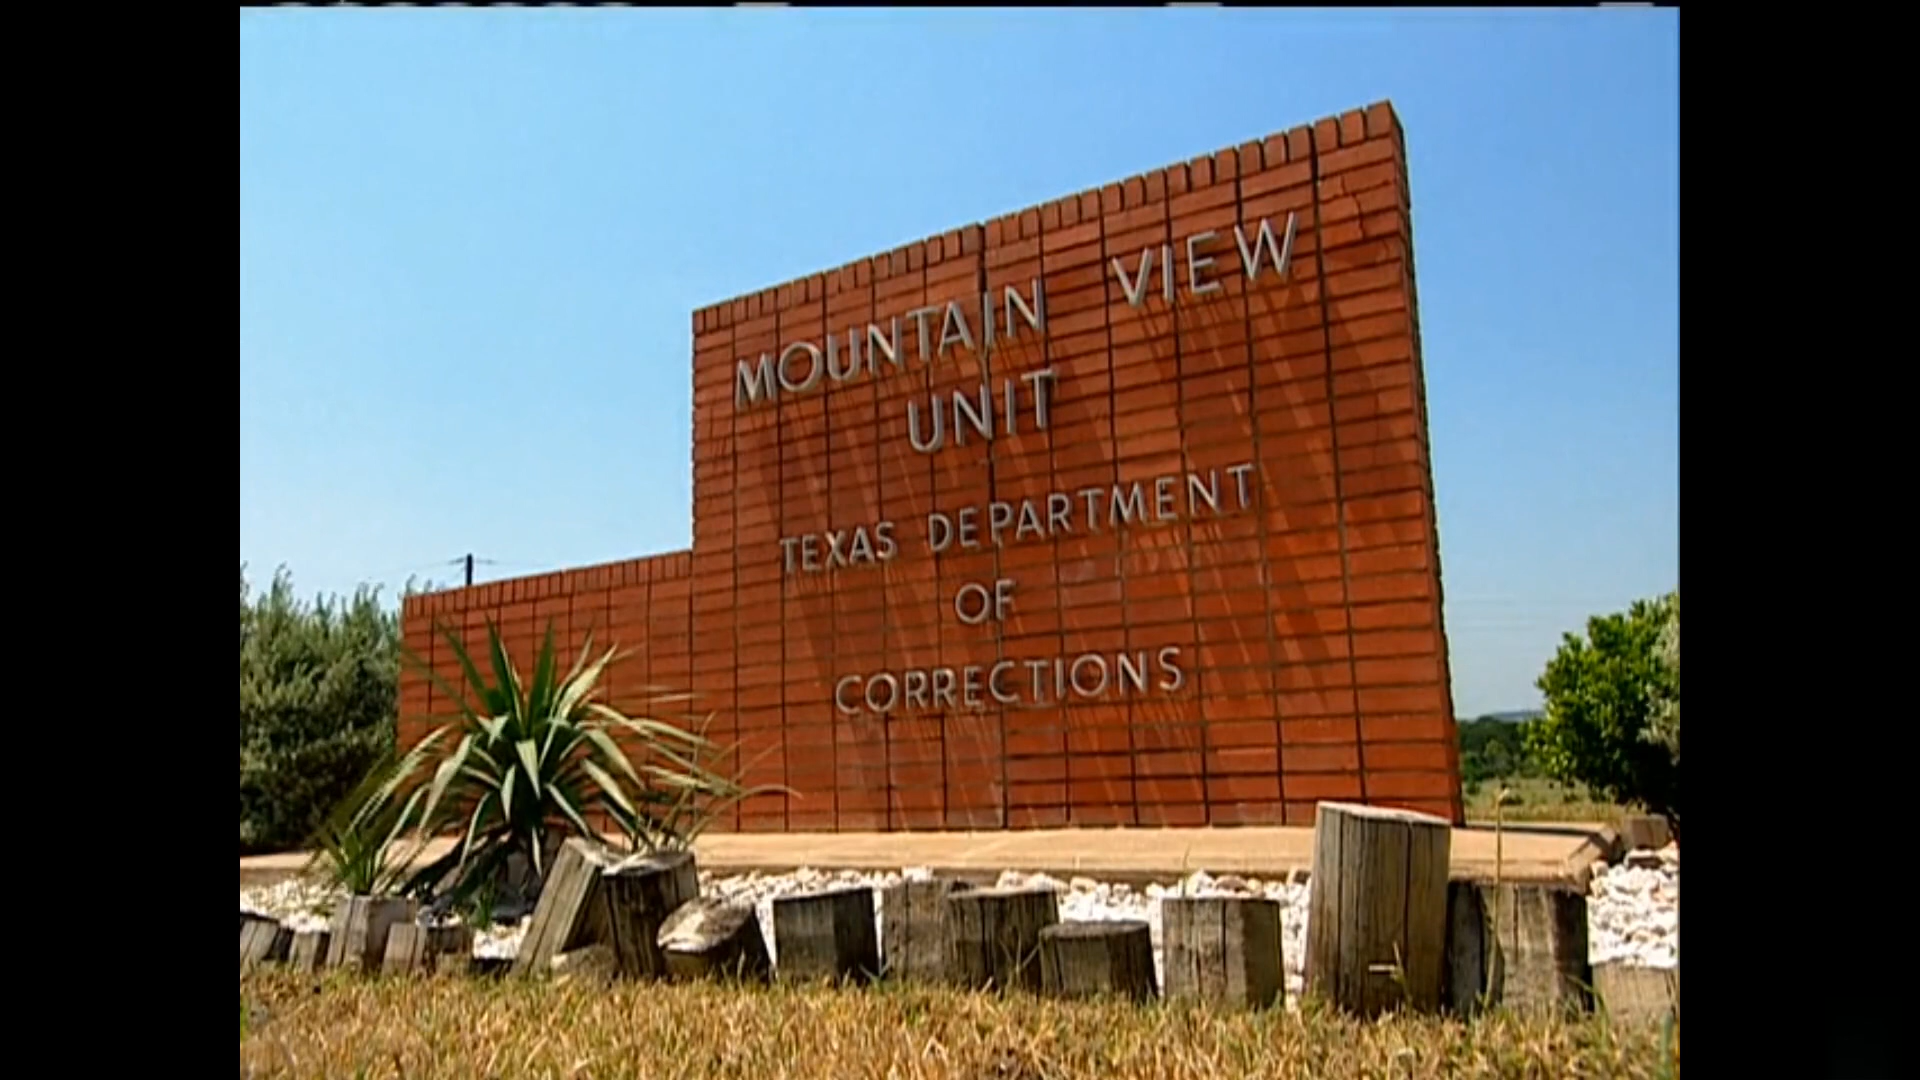 MOUNTAIN VIEW
UNIT
TEXAS DEPARTMENT
OF
CORRECTIONS